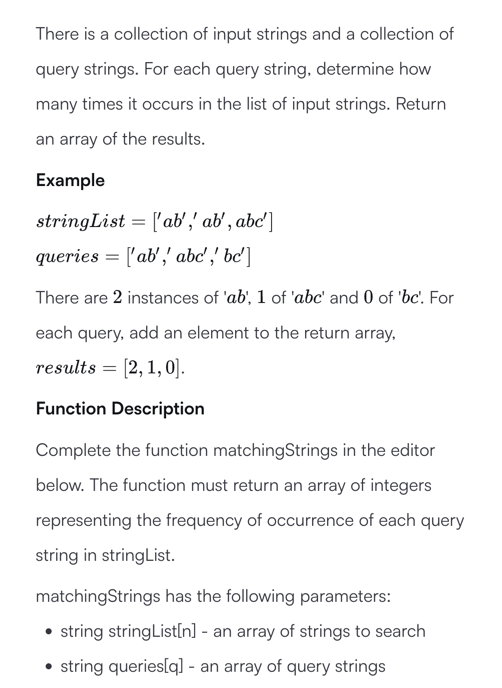 There is a collection of input strings and a collection of
query strings. For each query string, determine how
many times it occurs in the list of input strings. Return
an array of the results.
Example
stringList = ['ab', 'ab', abc']
queries = ['ab', 'abc', 'bc']
There are 2 instances of 'ab', 1 of 'abc' and 0 of 'bc'. For
each query, add an element to the return array,
results = [2, 1, 0].
Function Description
Complete the function matchingStrings in the editor
below. The function must return an array of integers
representing the frequency of occurrence of each query
string in stringList.
matchingStrings has the following parameters:
• string stringList[n] - an array of strings to search
• string queries[q] - an array of query strings